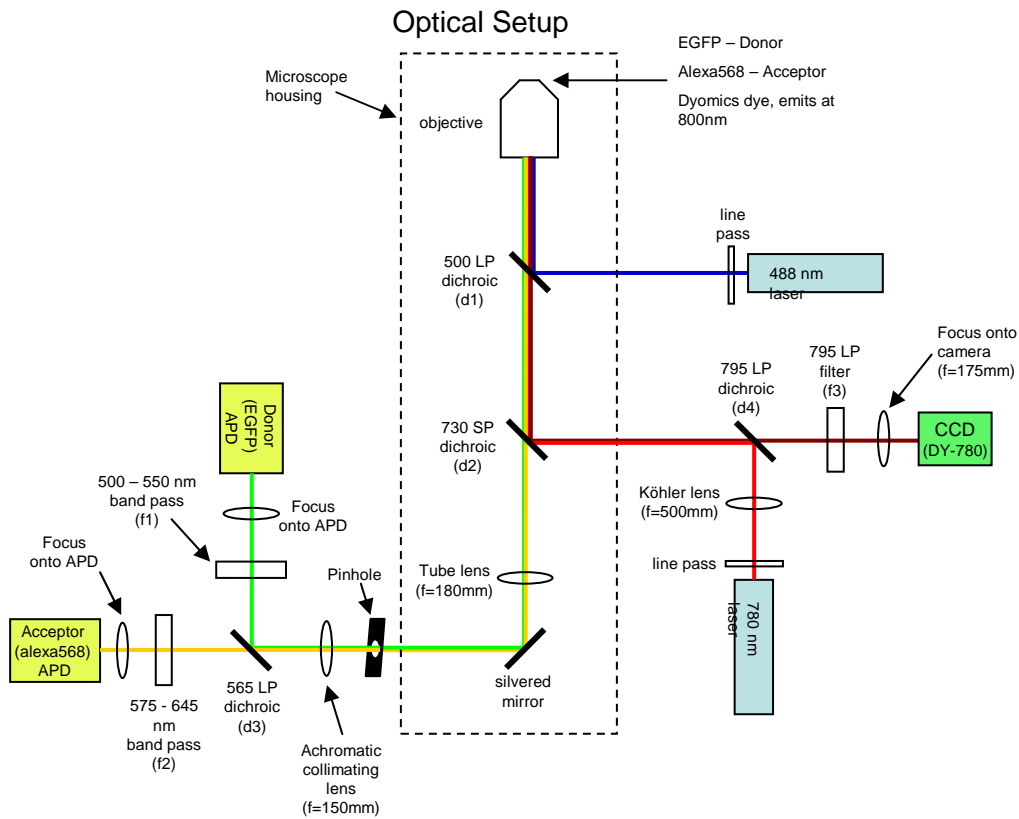 Optical Setup
EGFP – Donor
Alexa568 – Acceptor
Dyomics dye, emits at
800nm
Microscope
housing
objective
line
pass
488 nm
laser
500 LP
dichroic
(d1)
Focus onto
camera
(f=175mm)
795 LP
filter
(f3)
795 LP
dichroic
(d4)
CCD
(DY-780)
730 SP
dichroic
(d2)
Donor
(EGFP)
APD
500 – 550 nm
band pass
(f1)
Focus
onto APD
Köhler lens
(f=500mm)
line pass
780 nm
laser
Focus
onto APD
Pinhole
Tube lens
(f=180mm)
Acceptor
(alexa568)
APD
565 LP
dichroic
(d3)
silvered
mirror
575 - 645
nm
band pass
(f2)
Achromatic
collimating
lens
(f=150mm)